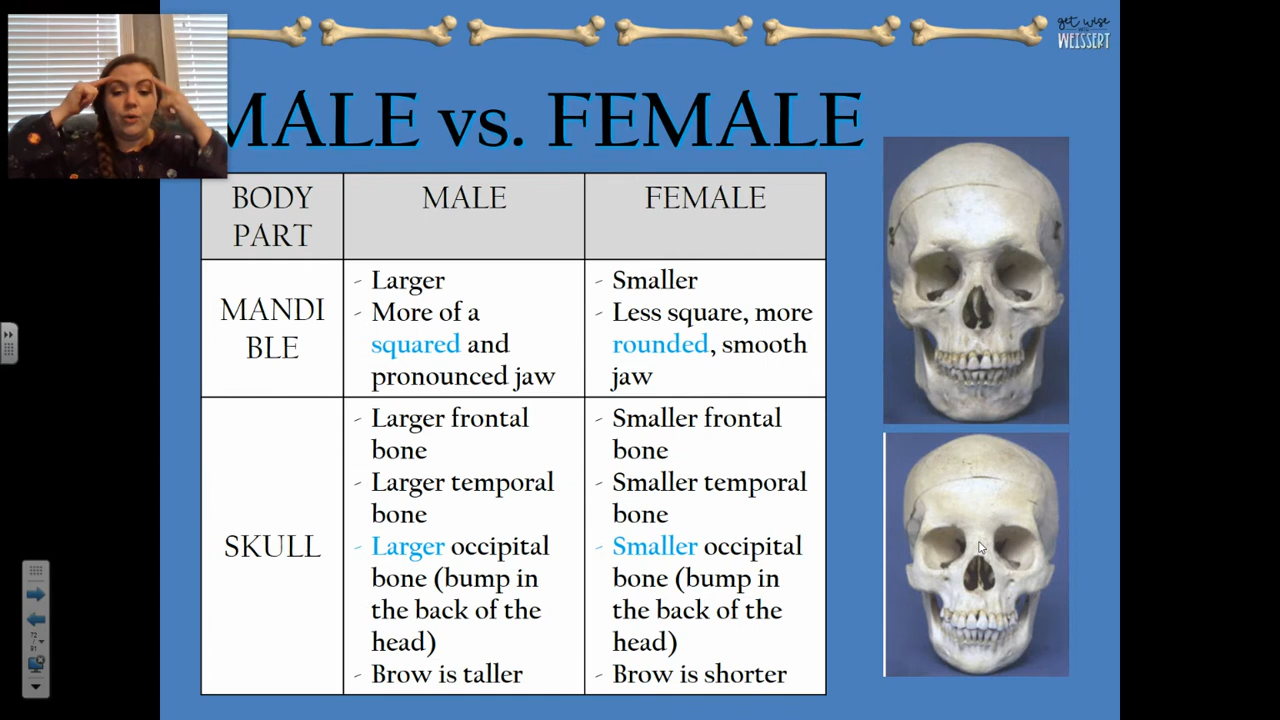 get wise
with
WEISSERT
MALE vs. FEMALE
BODY
PART
MALE
FEMALE
MANDI
BLE
- Larger
- More of a
squared and
pronounced jaw
- Smaller
- Less square, more
rounded, smooth
jaw
SKULL
- Larger frontal
bone
- Larger temporal
bone
- Larger occipital
bone (bump in
the back of the
head)
- Brow is taller
- Smaller frontal
bone
- Smaller temporal
bone
- Smaller occipital
bone (bump in
the back of the
head)
- Brow is shorter
72
/
91